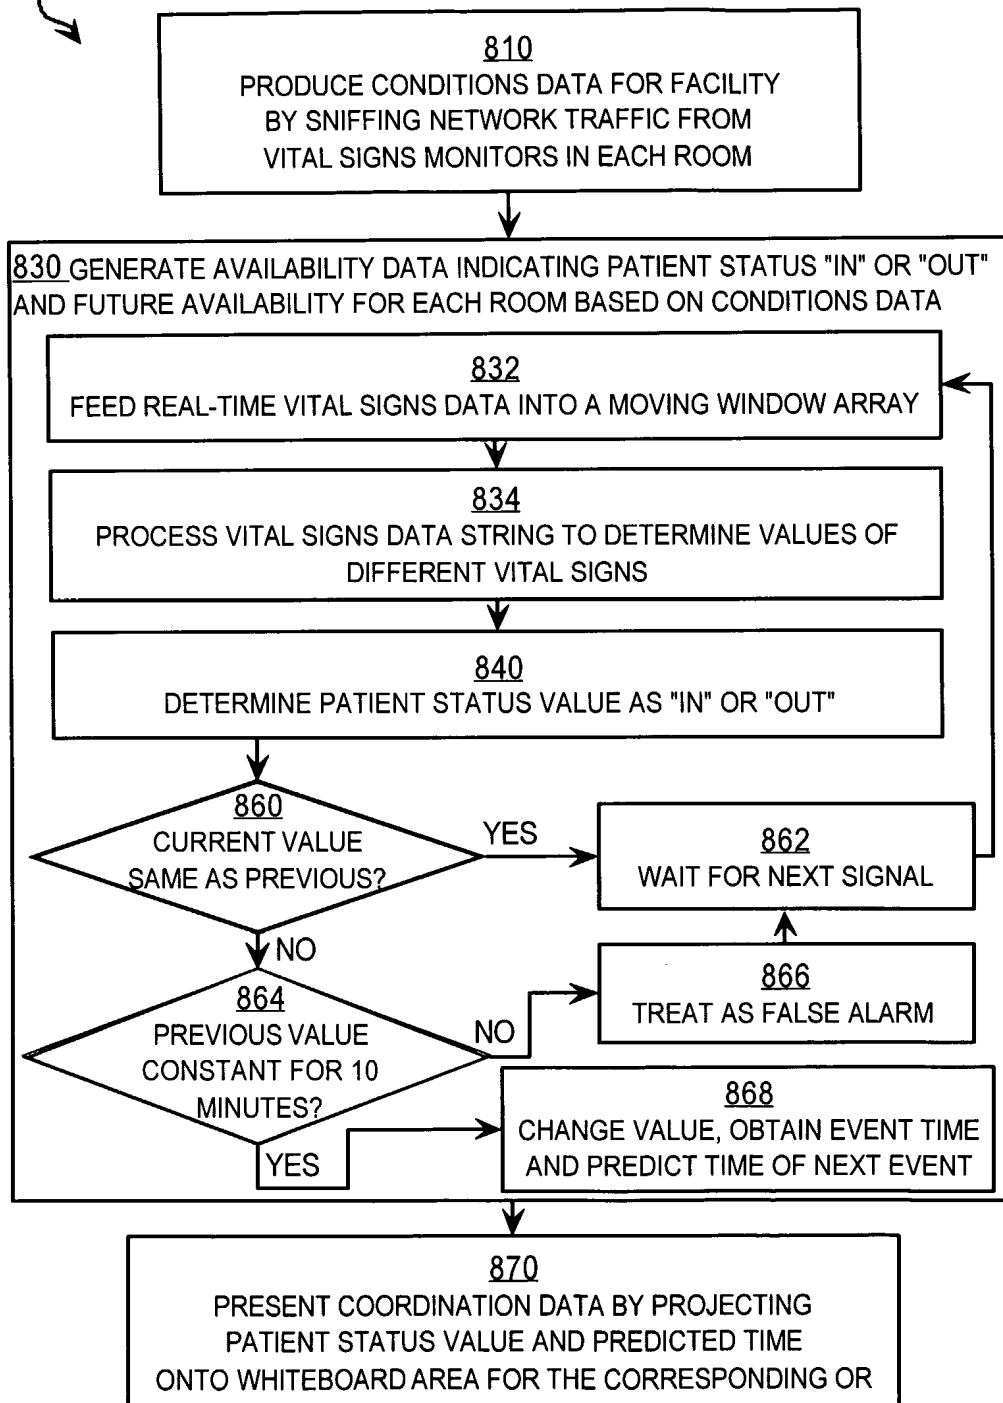 810
PRODUCE CONDITIONS DATA FOR FACILITY
BY SNIFFING NETWORK TRAFFIC FROM
VITAL SIGNS MONITORS IN EACH ROOM
830 GENERATE AVAILABILITY DATA INDICATING PATIENT STATUS "IN" OR "OUT"
AND FUTURE AVAILABILITY FOR EACH ROOM BASED ON CONDITIONS DATA
832
FEED REAL-TIME VITAL SIGNS DATA INTO A MOVING WINDOW ARRAY
834
PROCESS VITAL SIGNS DATA STRING TO DETERMINE VALUES OF
DIFFERENT VITAL SIGNS
840
DETERMINE PATIENT STATUS VALUE AS "IN" OR "OUT"
860
CURRENT VALUE
SAME AS PREVIOUS?
YES
862
WAIT FOR NEXT SIGNAL
NO
864
PREVIOUS VALUE
CONSTANT FOR 10
MINUTES?
NO
866
TREAT AS FALSE ALARM
YES
868
CHANGE VALUE, OBTAIN EVENT TIME
AND PREDICT TIME OF NEXT EVENT
870
PRESENT COORDINATION DATA BY PROJECTING
PATIENT STATUS VALUE AND PREDICTED TIME
ONTO WHITEBOARD AREA FOR THE CORRESPONDING OR